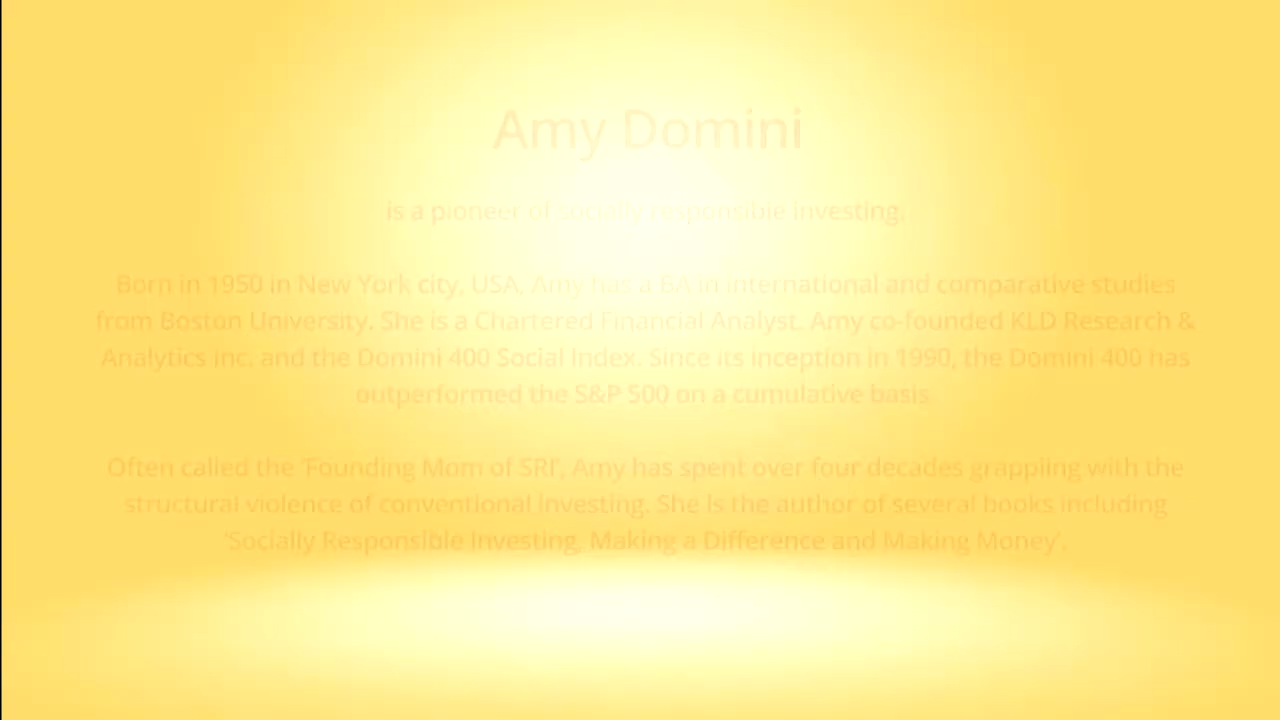 Amy Domini
is a pioneer of socially responsible investing.
Born in 1950 in New York city, USA, Amy has a BA in international and comparative studies
from Boston University. She is a Chartered Financial Analyst. Amy co-founded KLD Research &
Analytics Inc. and the Domini 400 Social Index. Since its inception in 1990, the Domini 400 has
outperformed the S&P 500 on a cumulative basis.
Often called the ‘Founding Mom of SRI’, Amy has spent over four decades grappling with the
structural violence of conventional investing. She is the author of several books including
‘Socially Responsible Investing, Making a Difference and Making Money’.